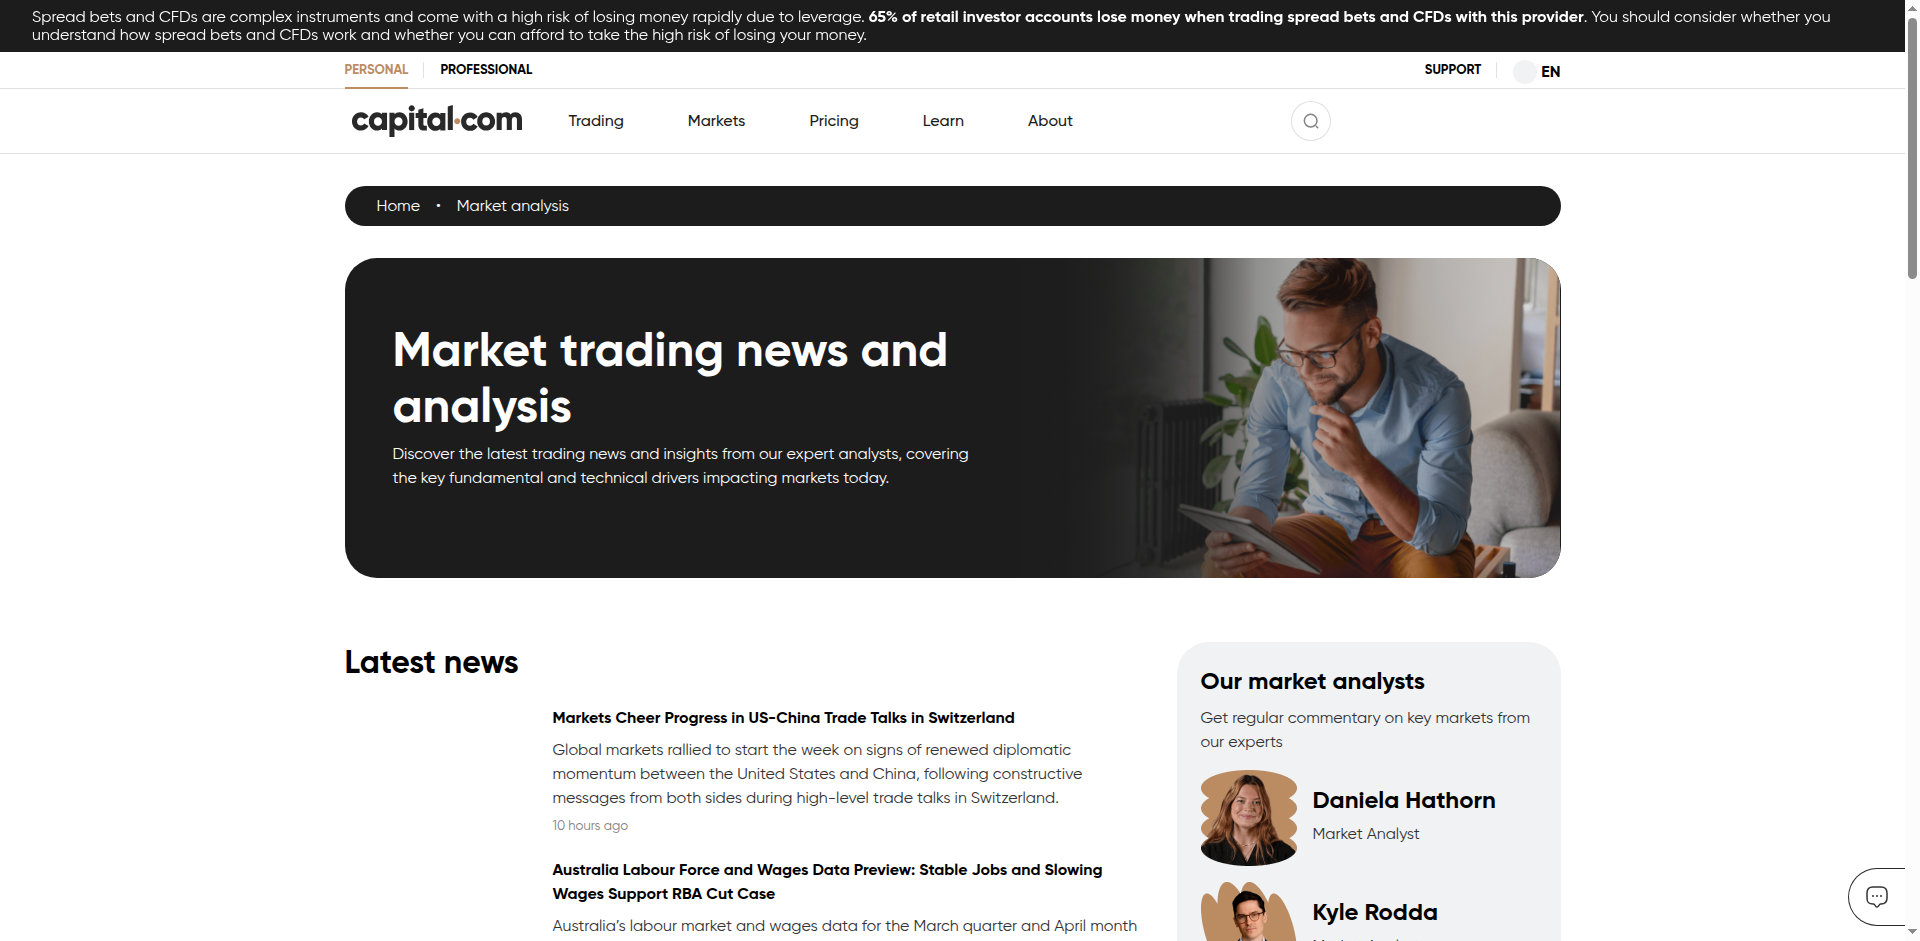 Spread bets and CFDs are complex instruments and come with a high risk of losing money rapidly due to leverage. 65% of retail investor accounts lose money when trading spread bets and CFDs with this provider. You should consider whether you
understand how spread bets and CFDs work and whether you can afford to take the high risk of losing your money.
PERSONAL
PROFESSIONAL
SUPPORT
EN
capital.com
Trading
Markets
Pricing
Learn
About
Home • Market analysis
Market trading news and
analysis
Discover the latest trading news and insights from our expert analysts, covering
the key fundamental and technical drivers impacting markets today.
Latest news
Markets Cheer Progress in US-China Trade Talks in Switzerland
Global markets rallied to start the week on signs of renewed diplomatic
momentum between the United States and China, following constructive
messages from both sides during high-level trade talks in Switzerland.
10 hours ago
Australia Labour Force and Wages Data Preview: Stable Jobs and Slowing
Wages Support RBA Cut Case
Australia’s labour market and wages data for the March quarter and April month
Our market analysts
Get regular commentary on key markets from
our experts
Daniela Hathorn
Market Analyst
Kyle Rodda